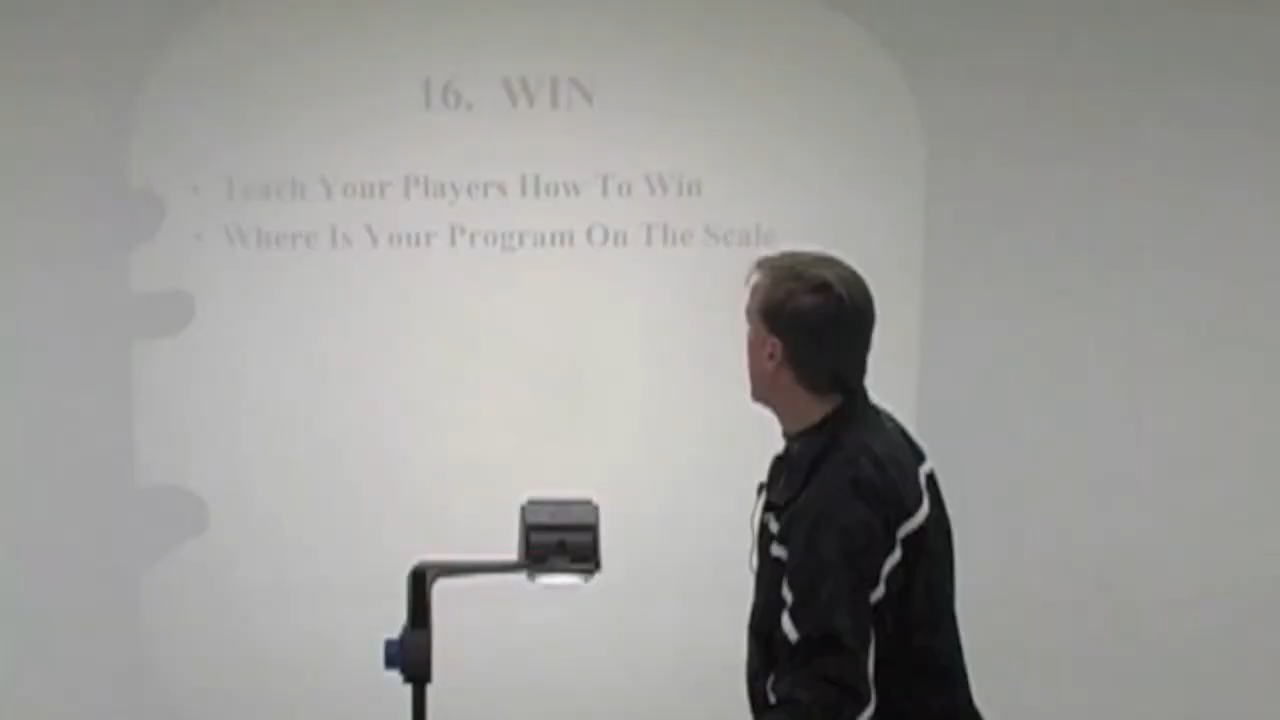 16. WIN
• Teach Your Players How To Win
• Where Is Your Program On The Scale